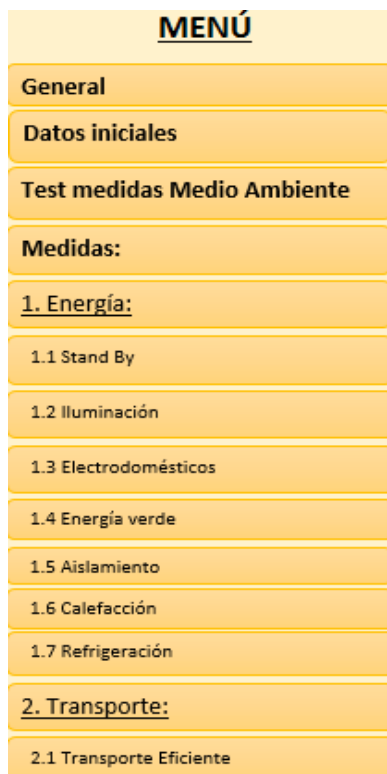 MENÚ
General
Datos iniciales
Test medidas Medio Ambiente
Medidas:
1. Energía:
1.1 Stand By
1.2 Iluminación
1.3 Electrodomésticos
1.4 Energía verde
1.5 Aislamiento
1.6 Calefacción
1.7 Refrigeración
2. Transporte:
2.1 Transporte Eficiente